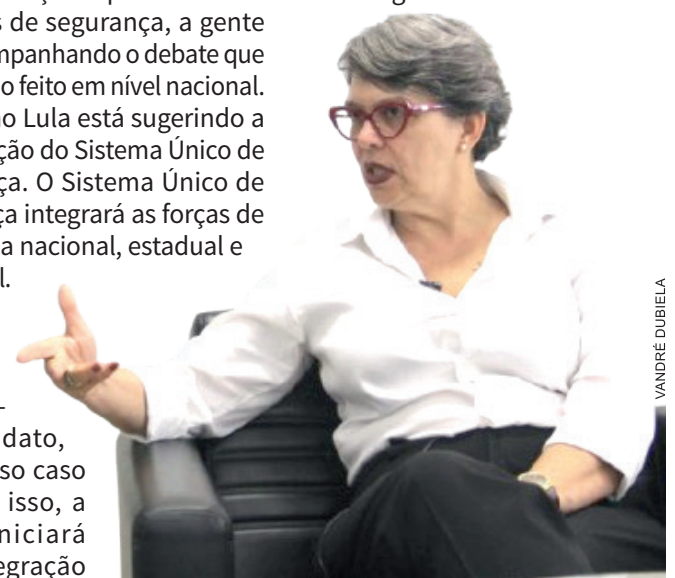 s de segurança, a gente
mpanhando o debate que
o feito em nível nacional.
no Lula está sugerindo a
ção do Sistema Único de
ça. O Sistema Único de
ça integrará as forças de
a nacional, estadual e
l.
dato,
so caso
isso, a
niciará
egração
VANDRÉ DUBIELA